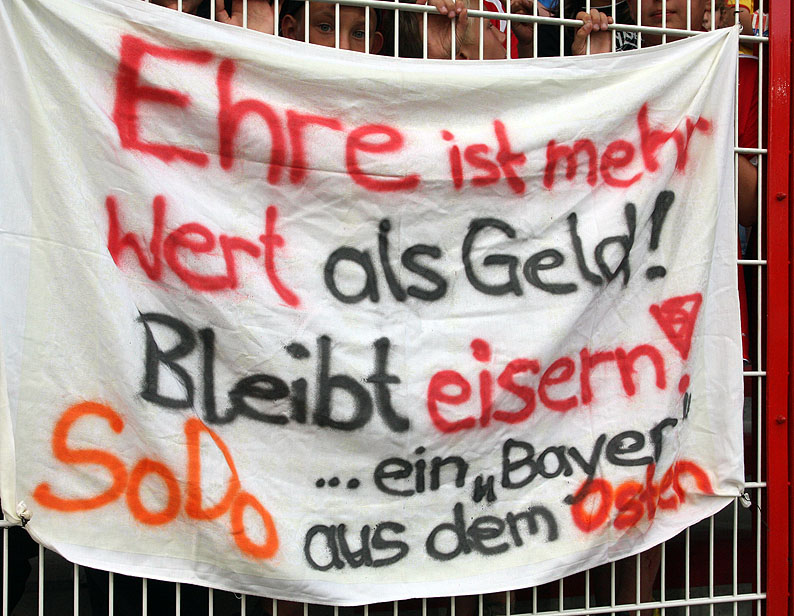 Ehre ist mehr
Wert als Geld!
Bleibt eisern!
SoDo ... ein „Bayer"
aus dem Osten